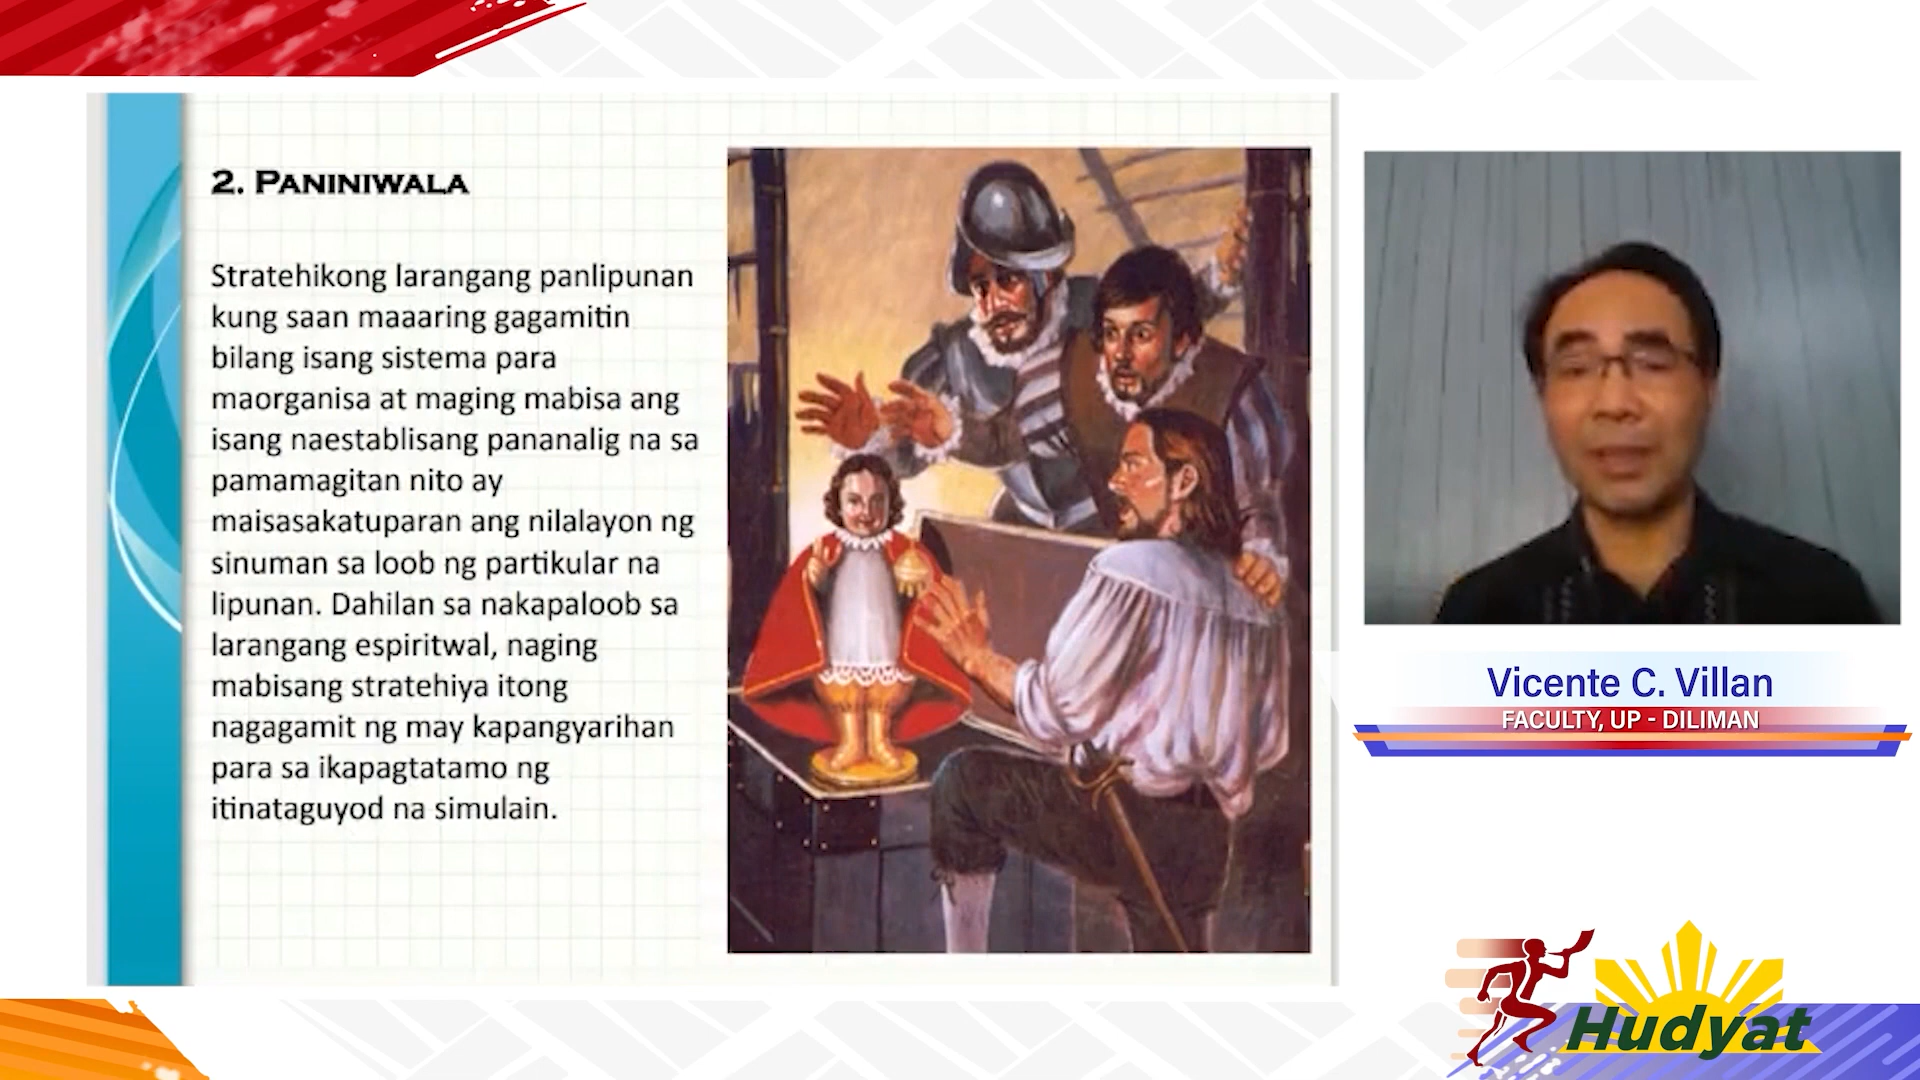 2. PANINIWALA
Stratehikong larangang panlipunan
kung saan maaaring gagamitin
bilang isang sistema para
maorganisa at maging mabisa ang
isang naestablisang pananalig na sa
pamamagitan nito ay
maisasakatuparan ang nilalayon ng
sinuman sa loob ng partikular na
lipunan. Dahilan sa nakapaloob sa
larangang espiritwal, naging
mabisang stratehiya itong
nagagamit ng may kapangyarihan
para sa ikapagtatamo ng
itinataguyod na simulain.
Vicente C. Villan
FACULTY, UP - DILIMAN
Hudyat